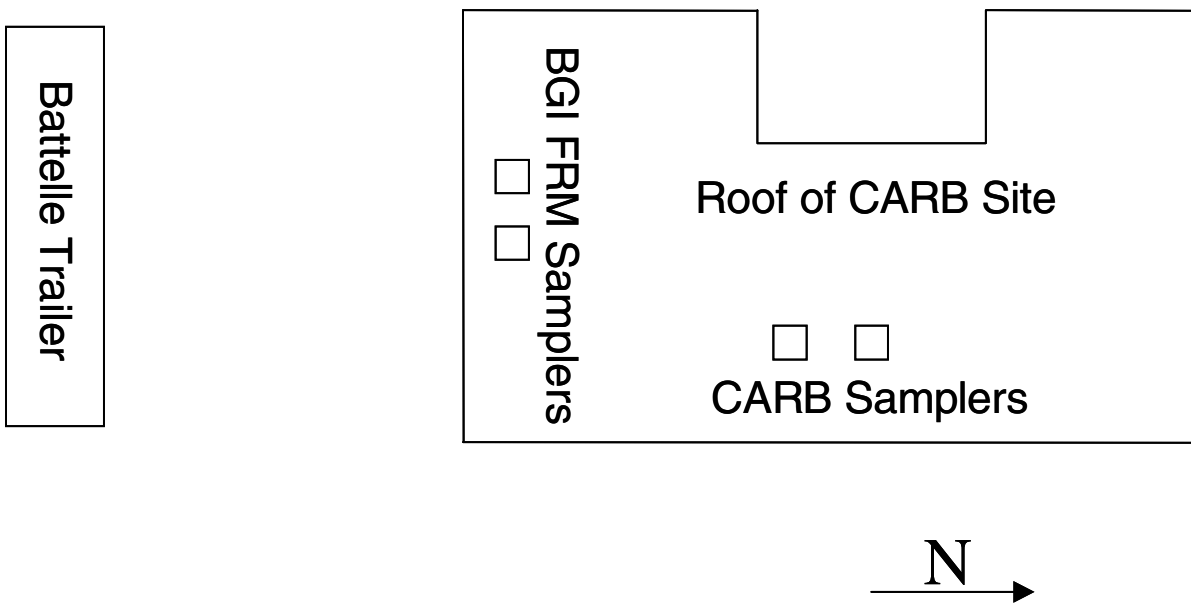 Battelle Trailer
BGI FRM Samplers
Roof of CARB Site
CARB Samplers
N